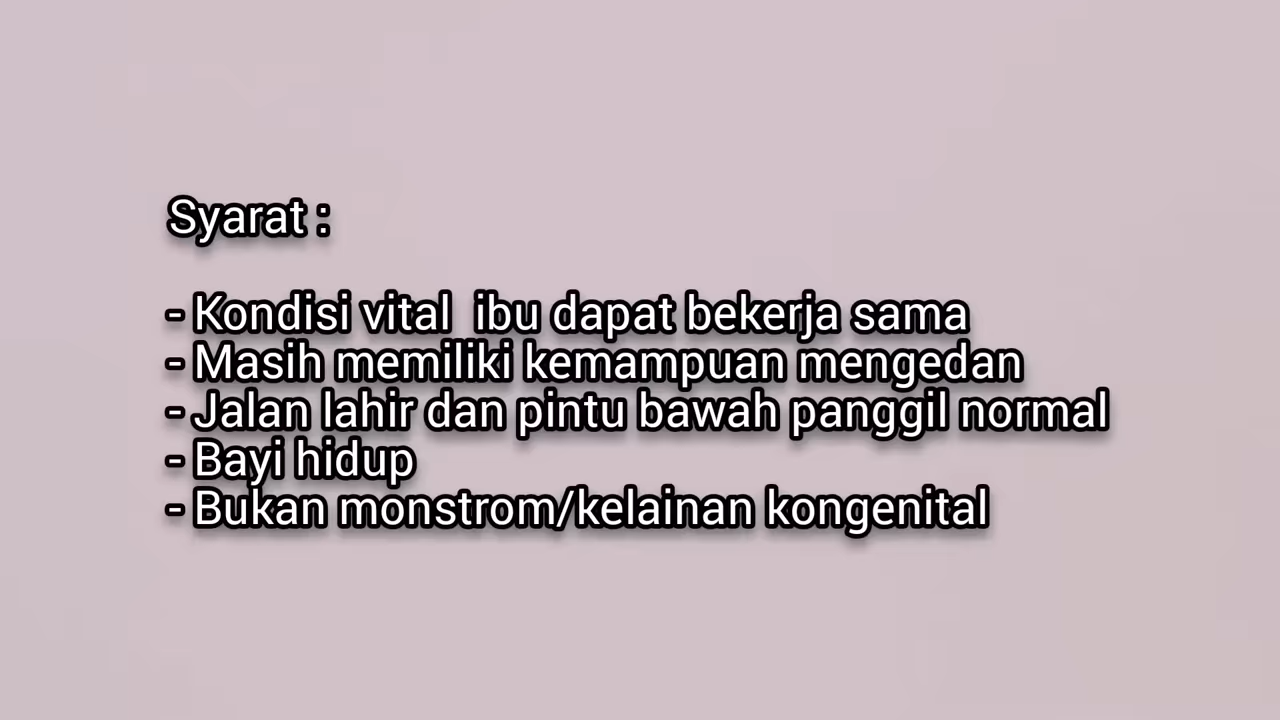 Syarat :
- Kondisi vital  ibu dapat bekerja sama
- Masih memiliki kemampuan mengedan
- Jalan lahir dan pintu bawah panggil normal
- Bayi hidup
- Bukan monstrom/kelainan kongenital